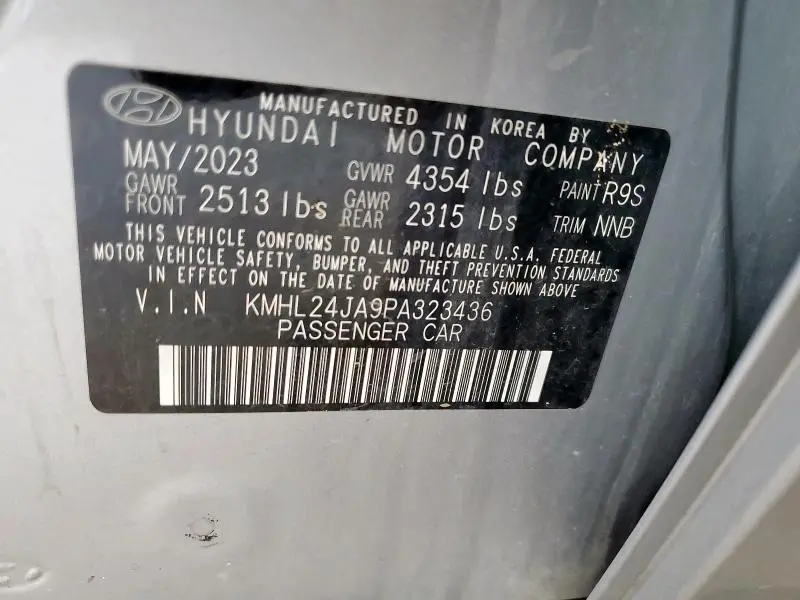 MANUFACTURED IN KOREA BY
HYUNDAI MOTOR COMPANY
MAY/2023 GVWR 4354 lbs PAINT R9S
GAWR FRONT 2513 lbs GAWR REAR 2315 lbs TRIM NNB
THIS VEHICLE CONFORMS TO ALL APPLICABLE U.S.A. FEDERAL
MOTOR VEHICLE SAFETY, BUMPER, AND THEFT PREVENTION STANDARDS
IN EFFECT ON THE DATE OF MANUFACTURE SHOWN ABOVE
V.I.N KMHL24JA9PA323436
PASSENGER CAR